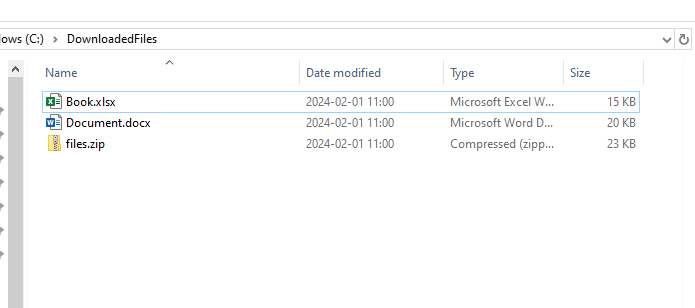 ows (C:) > DownloadedFiles
Name Date modified Type Size
Book.xlsx 2024-02-01 11:00 Microsoft Excel W... 15 KB
Document.docx 2024-02-01 11:00 Microsoft Word D... 20 KB
files.zip 2024-02-01 11:00 Compressed (zipp... 23 KB